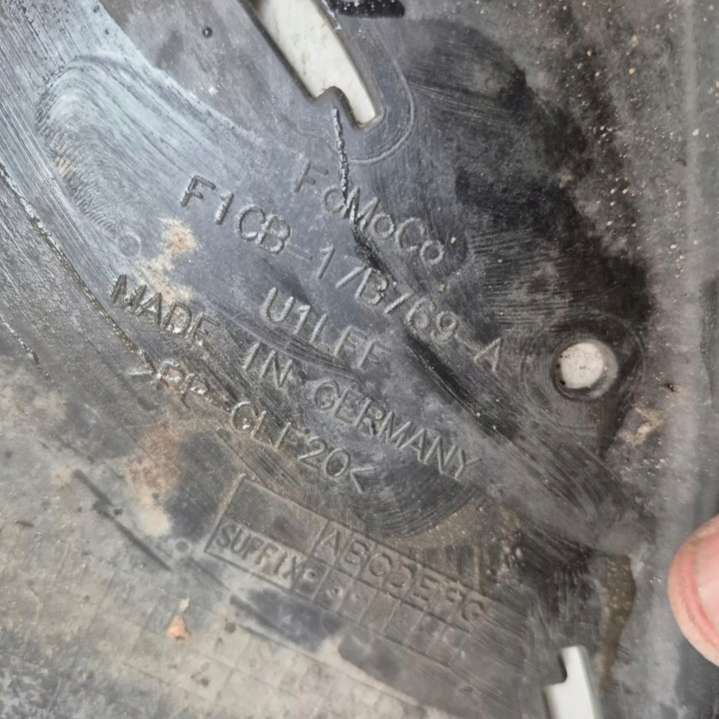 FoMoCo.
F1CB-17B769-A
U1LFF
MADE IN GERMANY
>PP-GLF20<
ABCDEFG
SUFFIX